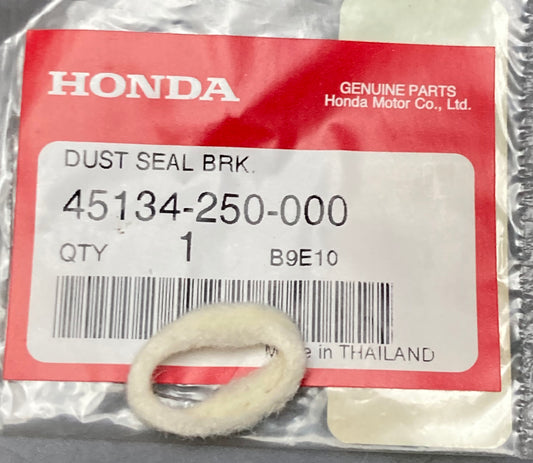 HONDA
GENUINE PARTS
Honda Motor Co., Ltd.
DUST SEAL BRK.
45134-250-000
QTY 1 B9E10
in THAILAND